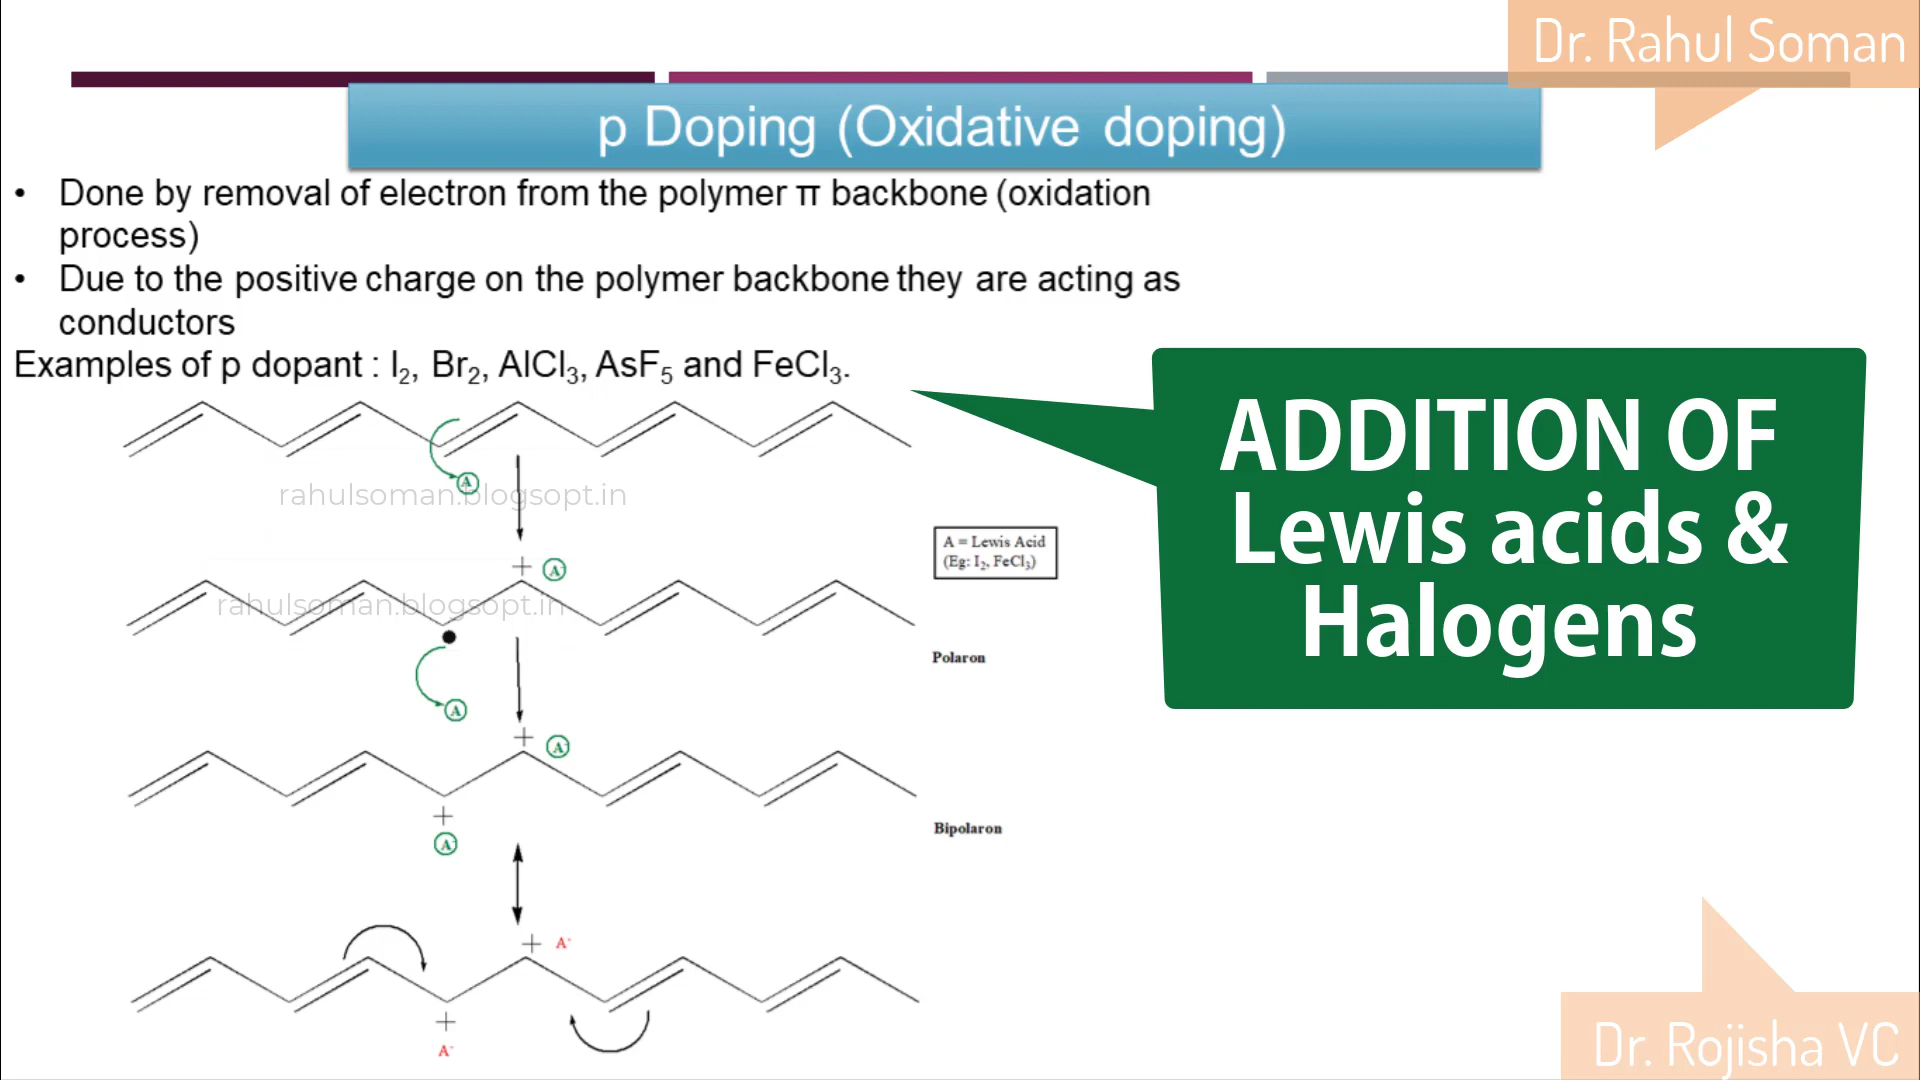 Dr. Rahul Soman
p Doping (Oxidative doping)
• Done by removal of electron from the polymer π backbone (oxidation
process)
• Due to the positive charge on the polymer backbone they are acting as
conductors
Examples of p dopant : I₂, Br₂, AlCl₃, AsF₅ and FeCl₃.
ADDITION OF
Lewis acids &
Halogens
A
rahulsoman.blogsopt.in
+ A⁻
A = Lewis Acid
(Eg: I₂, FeCl₃)
rahulsoman.blogsopt.in
Polaron
A
+ A⁻
Bipolaron
+
A⁻
+ A⁻
+
A⁻
Dr. Rojisha VC